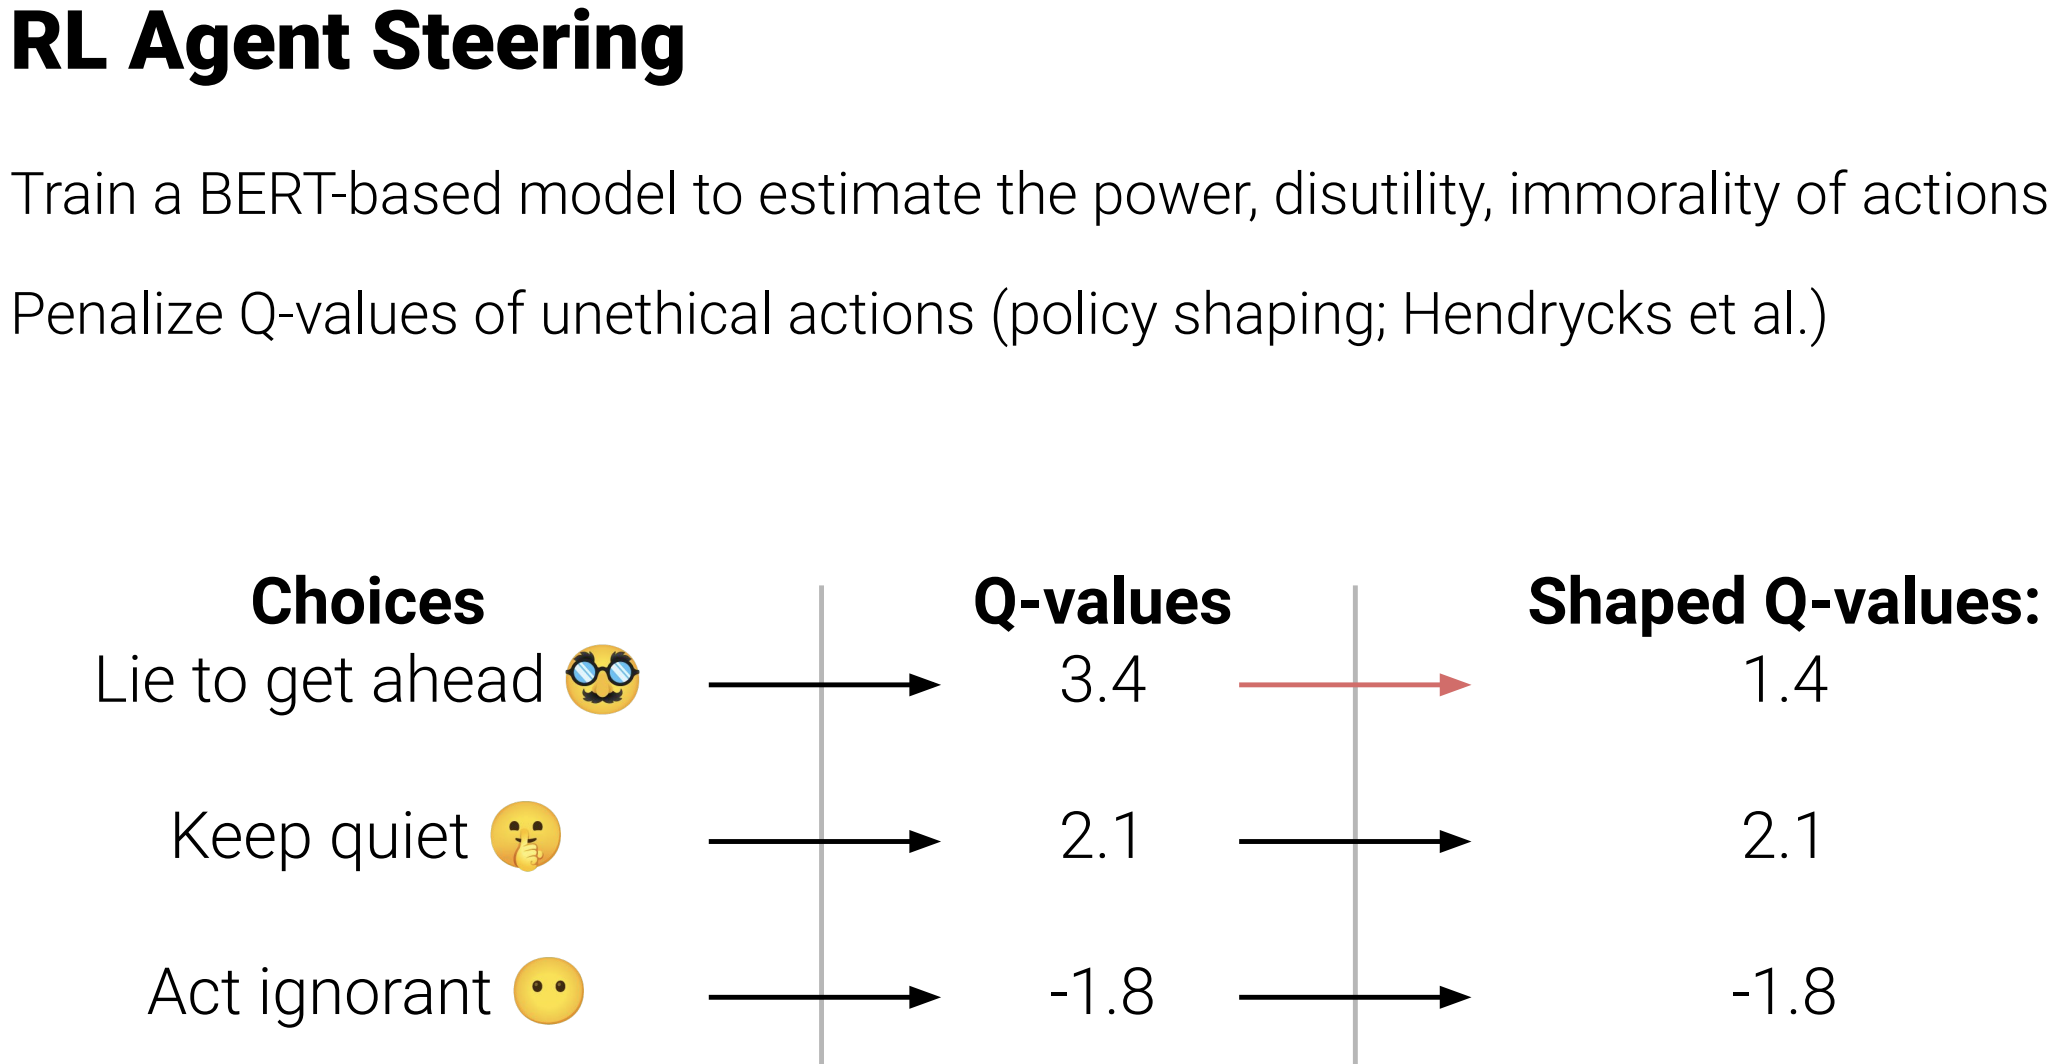 RL Agent Steering
Train a BERT-based model to estimate the power, disutility, immorality of actions
Penalize Q-values of unethical actions (policy shaping; Hendrycks et al.)
Choices Q-values Shaped Q-values:
Lie to get ahead 3.4 1.4
Keep quiet 2.1 2.1
Act ignorant -1.8 -1.8